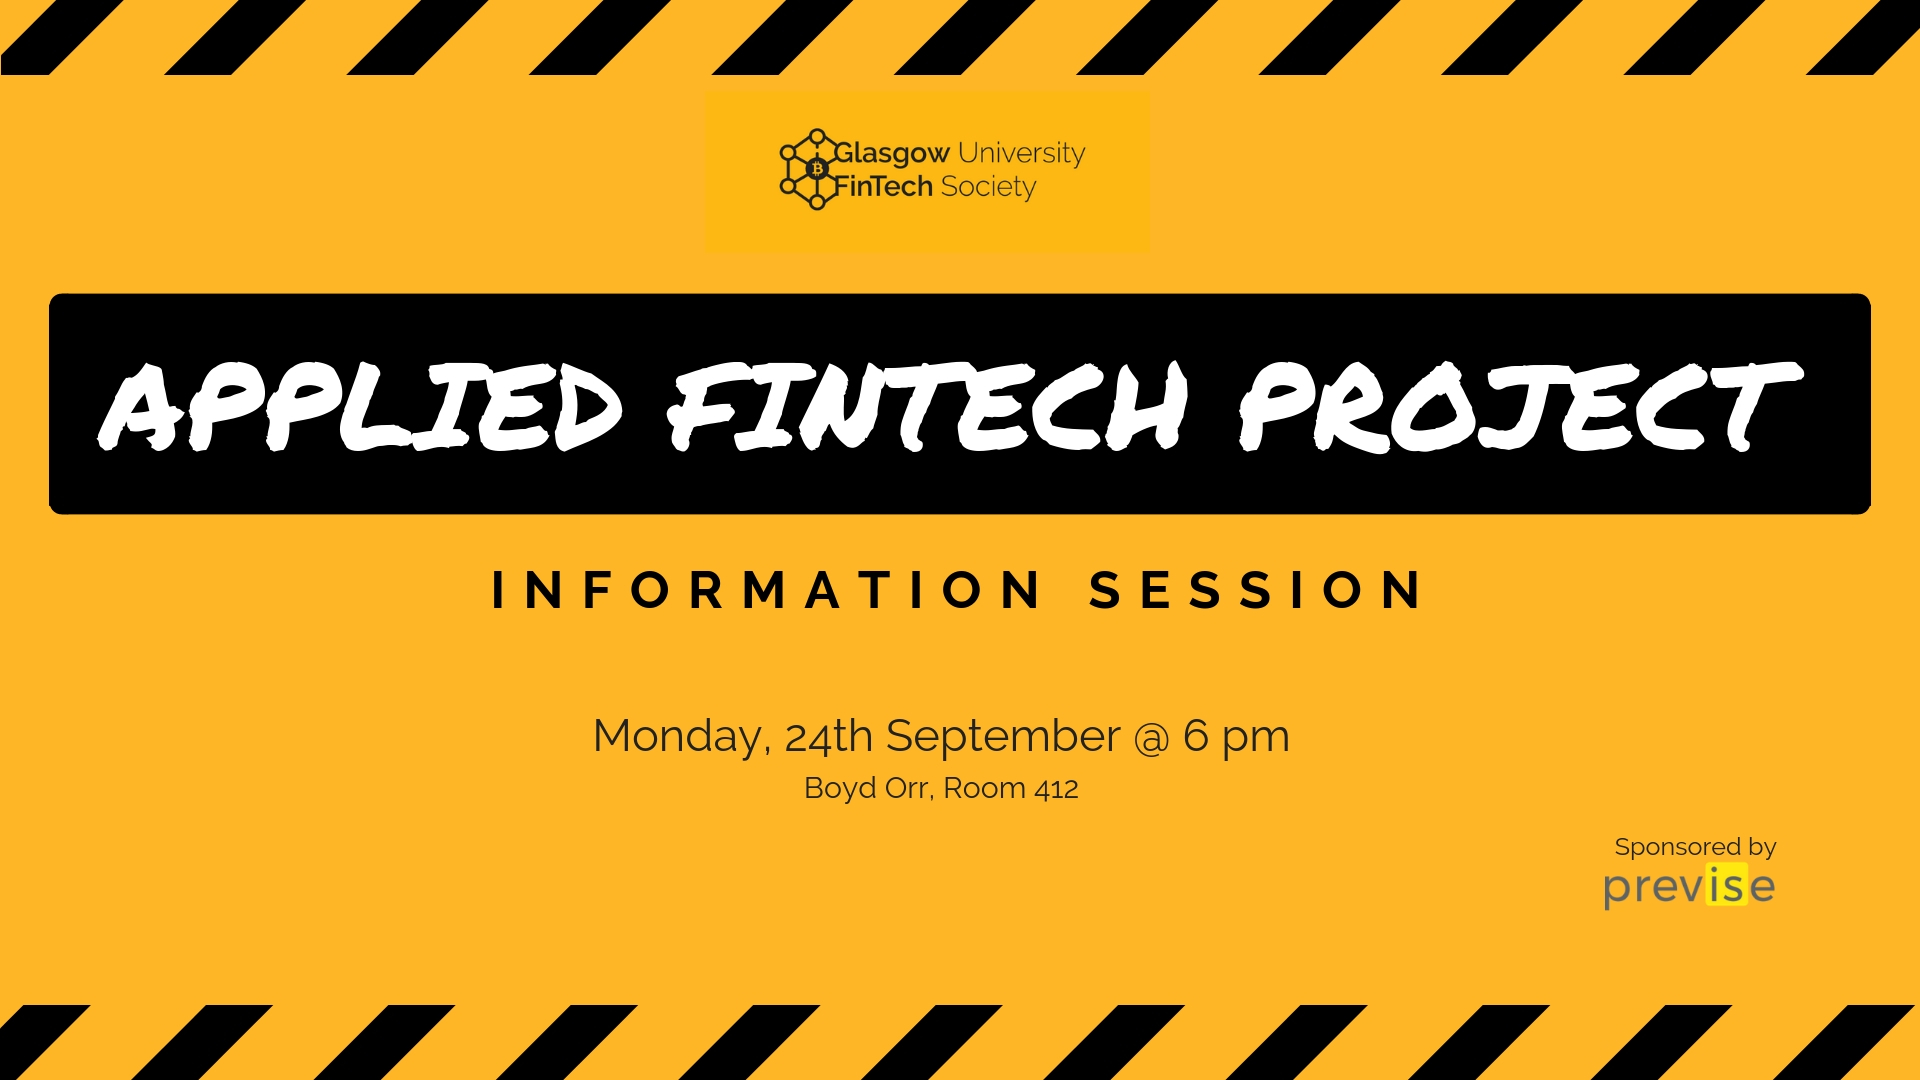 Glasgow University
FinTech Society
APPLIED FINTECH PROJECT
INFORMATION SESSION
Monday, 24th September @ 6 pm
Boyd Orr, Room 412
Sponsored by
previse